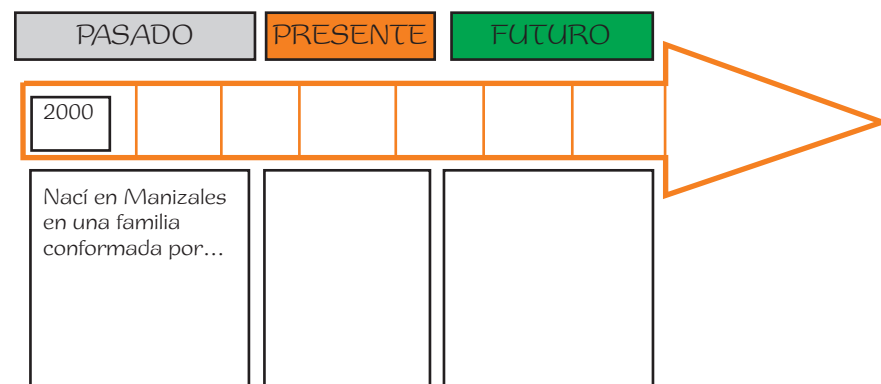 PASADO
PRESENTE
FUTURO
2000
Nací en Manizales
en una familia
conformada por...